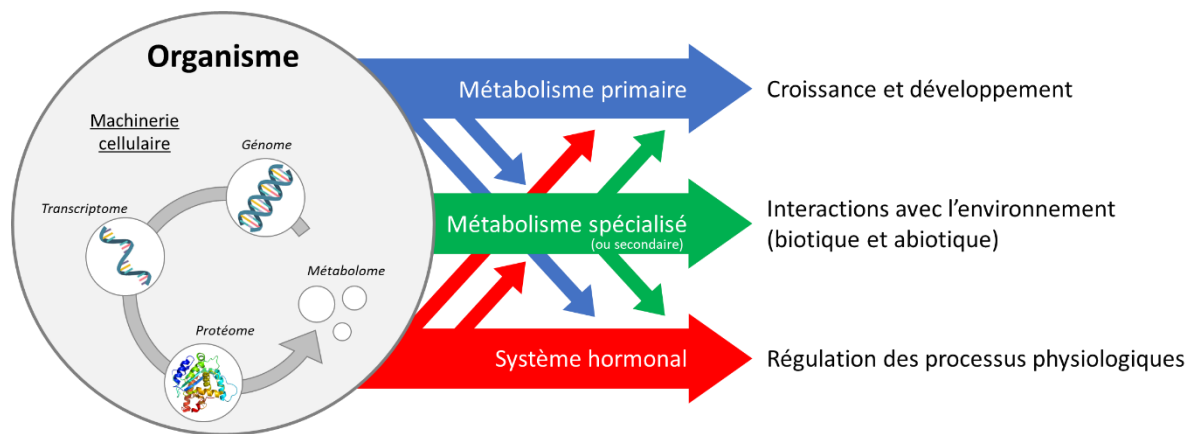 Organisme
Machinerie
cellulaire
Génome
Transcriptome
Métabolome
Protéome
Métabolisme primaire
Croissance et développement
Métabolisme spécialisé
(ou secondaire)
Interactions avec l’environnement
(biotique et abiotique)
Système hormonal
Régulation des processus physiologiques